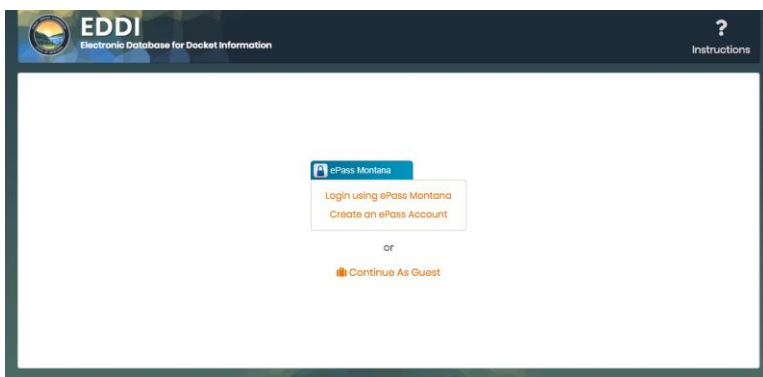 EDDI
Electronic Database for Docket Information
?
Instructions
ePass Montana
Login using ePass Montana
Create an ePass Account
or
Continue As Guest